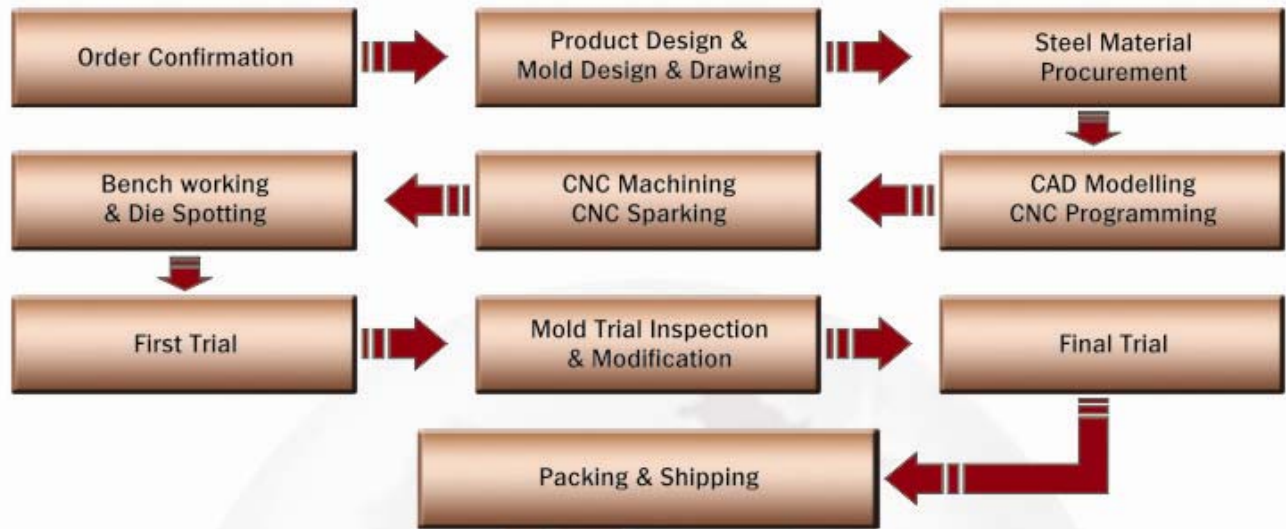 Order Confirmation
Product Design &
Mold Design & Drawing
Steel Material
Procurement
CAD Modelling
CNC Programming
CNC Machining
CNC Sparking
Bench working
& Die Spotting
First Trial
Mold Trial Inspection
& Modification
Final Trial
Packing & Shipping